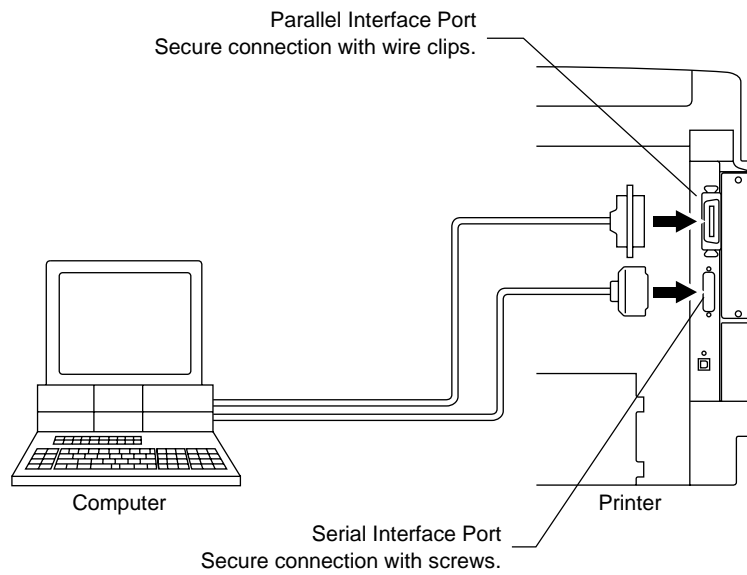 Parallel Interface Port
Secure connection with wire clips.
Computer
Printer
Serial Interface Port
Secure connection with screws.